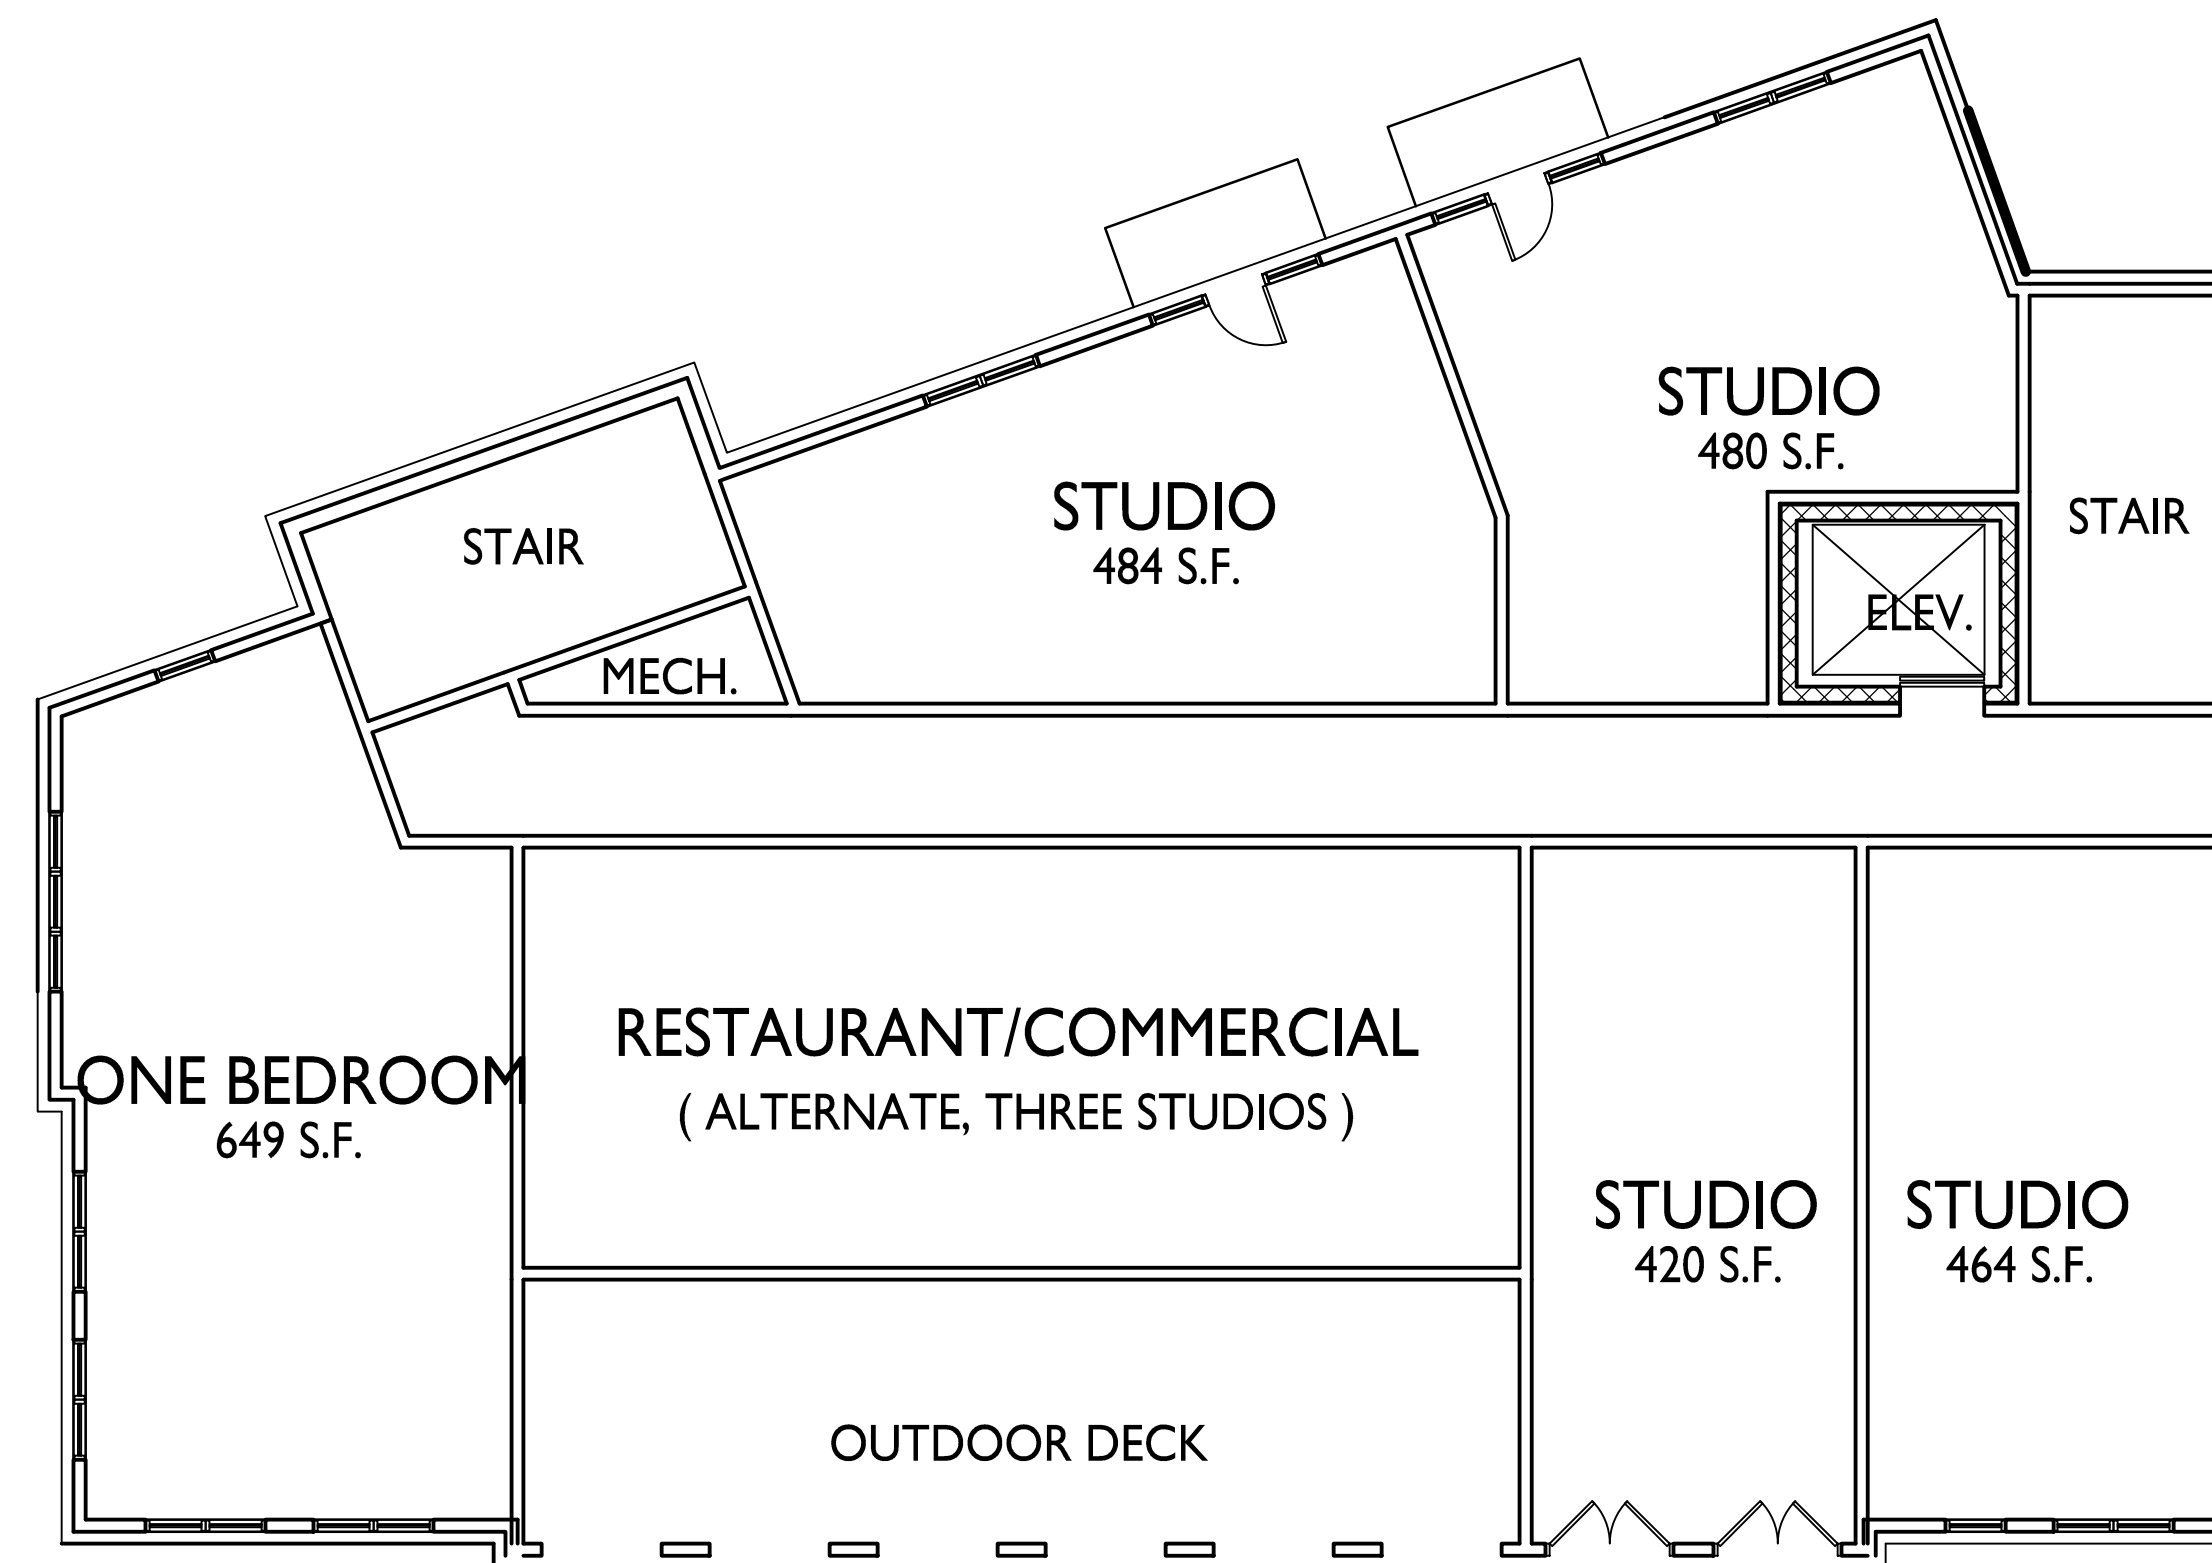 STUDIO
480 S.F.
STUDIO
484 S.F.
STAIR
STAIR
ELEV.
MECH.
RESTAURANT/COMMERCIAL
( ALTERNATE, THREE STUDIOS )
ONE BEDROOM
649 S.F.
STUDIO
420 S.F.
STUDIO
464 S.F.
OUTDOOR DECK